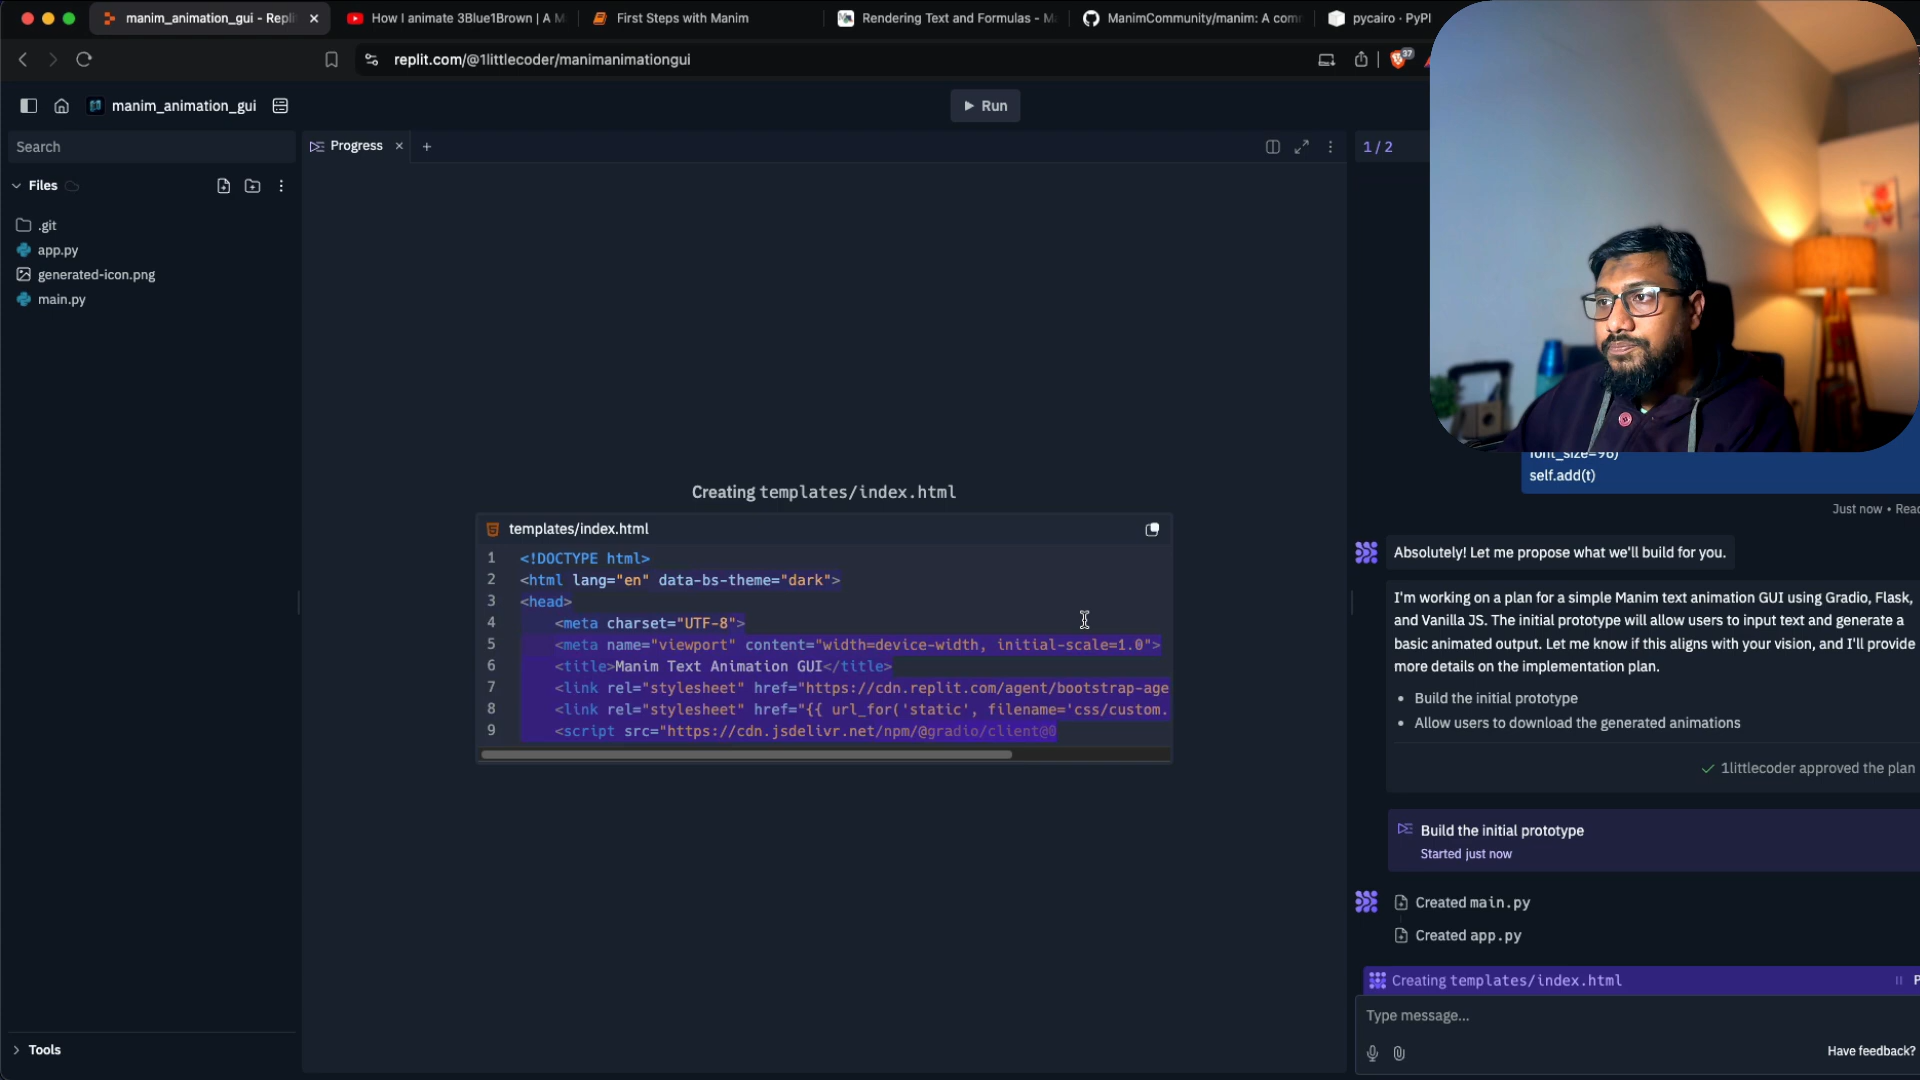 manim_animation_gui - Repli
How I animate 3Blue1Brown | A M
First Steps with Manim
Rendering Text and Formulas - Ma
ManimCommunity/manim: A com
pycairo · PyPI
replit.com/@1littlecoder/manimanimationgui
37
manim_animation_gui
Run
Search
Progress
1 / 2
Files
.git
app.py
generated-icon.png
main.py
font_size=96)
self.add(t)
Just now • Read
Creating templates/index.html
templates/index.html
1 <!DOCTYPE html>
2 <html lang="en" data-bs-theme="dark">
3 <head>
4 <meta charset="UTF-8">
5 <meta name="viewport" content="width=device-width, initial-scale=1.0">
6 <title>Manim Text Animation GUI</title>
7 <link rel="stylesheet" href="https://cdn.replit.com/agent/bootstrap-age
8 <link rel="stylesheet" href="{{ url_for('static', filename='css/custom.
9 <script src="https://cdn.jsdelivr.net/npm/@gradio/client@0
Absolutely! Let me propose what we'll build for you.
I'm working on a plan for a simple Manim text animation GUI using Gradio, Flask,
and Vanilla JS. The initial prototype will allow users to input text and generate a
basic animated output. Let me know if this aligns with your vision, and I'll provide
more details on the implementation plan.
• Build the initial prototype
• Allow users to download the generated animations
1littlecoder approved the plan
Build the initial prototype
Started just now
Created main.py
Created app.py
Creating templates/index.html
P
Type message...
Have feedback?
Tools